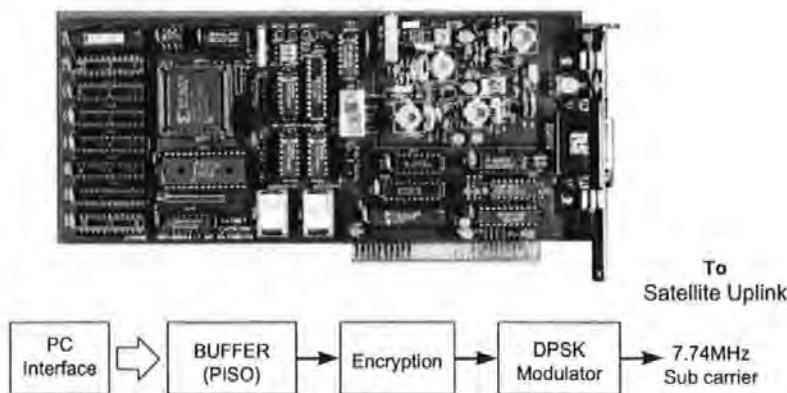 To
Satellite Uplink
PC
Interface
BUFFER
(PISO)
Encryption
DPSK
Modulator
7.74MHz
Sub carrier